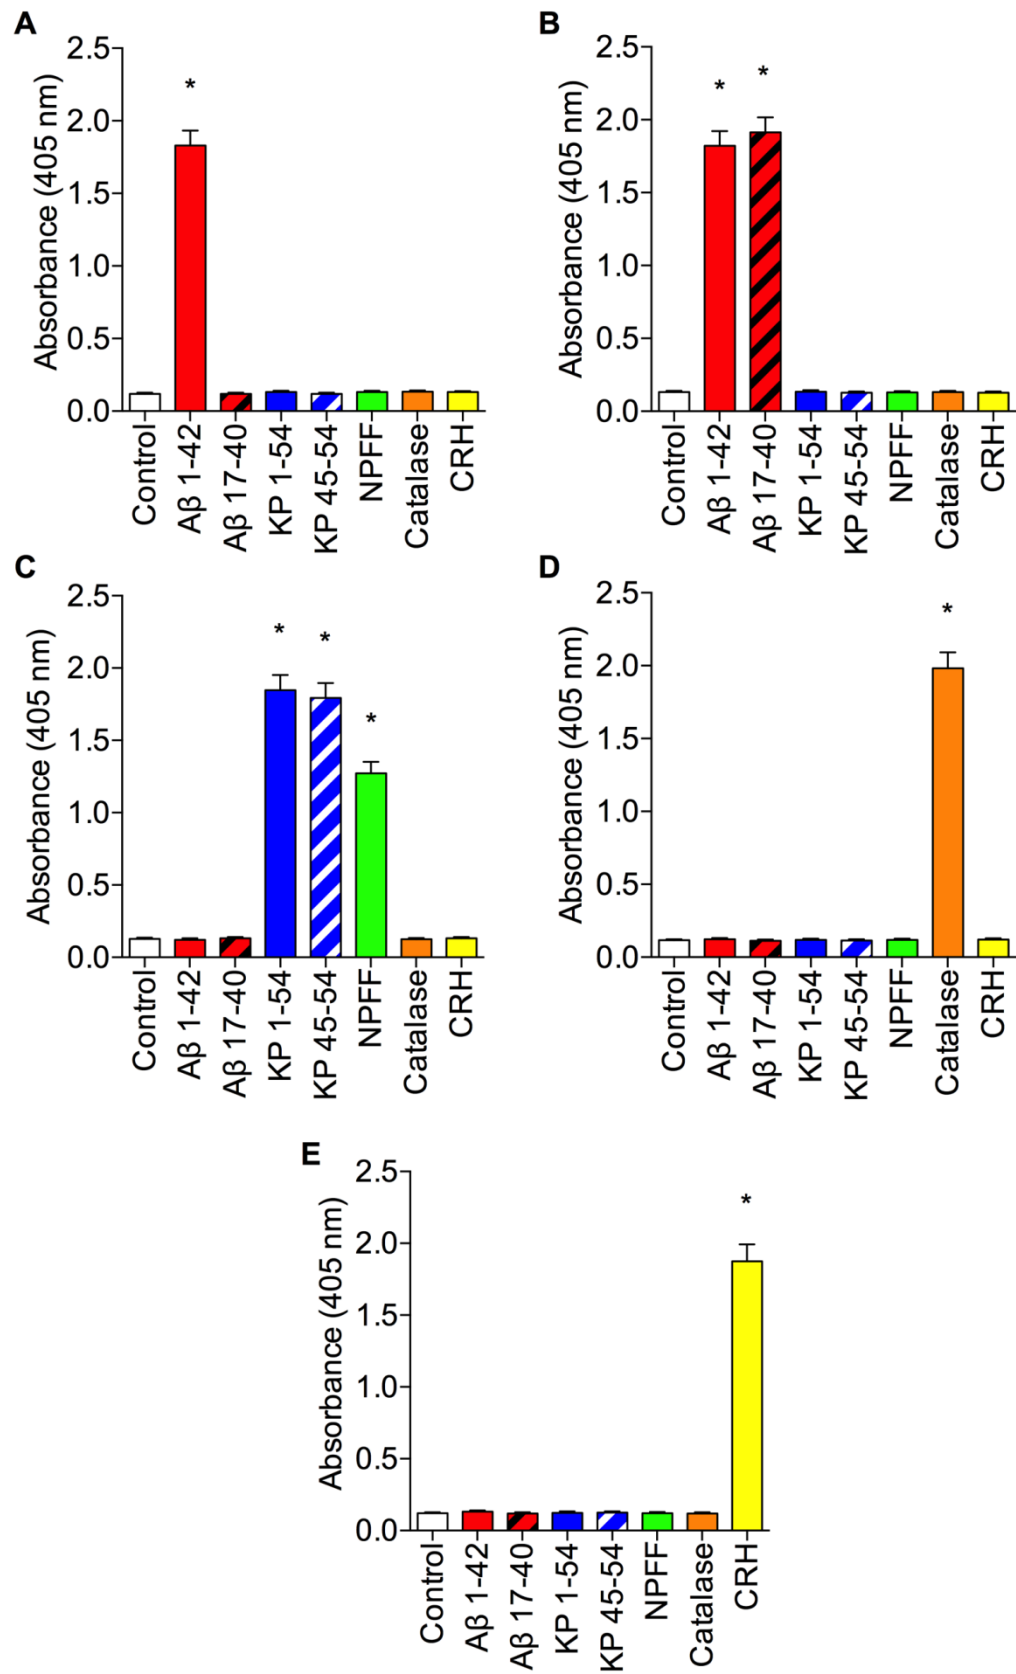 A
Absorbance (405 nm)
2.5
2.0
1.5
1.0
0.5
0.0
*
Control
Aβ 1-42
Aβ 17-40
KP 1-54
KP 45-54
NPFF
Catalase
CRH
B
Absorbance (405 nm)
2.5
2.0
1.5
1.0
0.5
0.0
* *
Control
Aβ 1-42
Aβ 17-40
KP 1-54
KP 45-54
NPFF
Catalase
CRH
C
Absorbance (405 nm)
2.5
2.0
1.5
1.0
0.5
0.0
* * *
Control
Aβ 1-42
Aβ 17-40
KP 1-54
KP 45-54
NPFF
Catalase
CRH
D
Absorbance (405 nm)
2.5
2.0
1.5
1.0
0.5
0.0
*
Control
Aβ 1-42
Aβ 17-40
KP 1-54
KP 45-54
NPFF
Catalase
CRH
E
Absorbance (405 nm)
2.5
2.0
1.5
1.0
0.5
0.0
*
Control
Aβ 1-42
Aβ 17-40
KP 1-54
KP 45-54
NPFF
Catalase
CRH